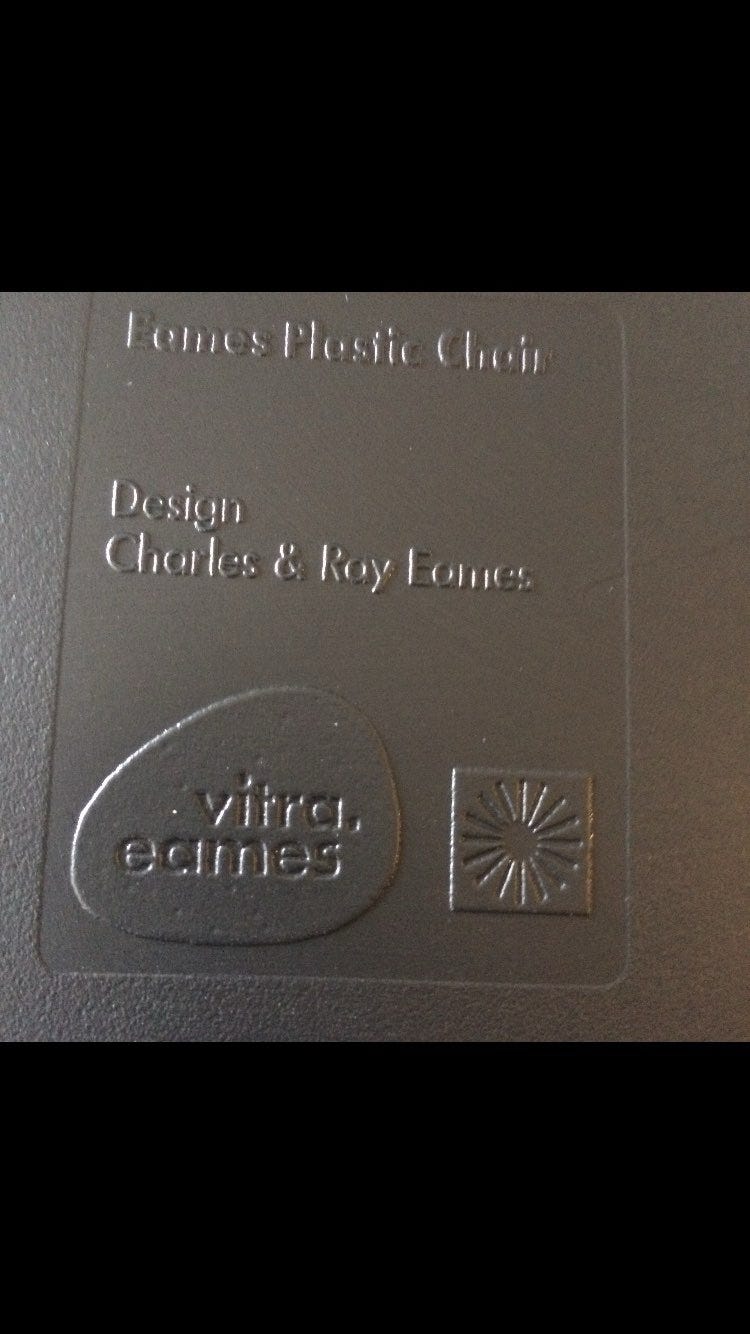 Eames Plastic Chair
Design
Charles & Ray Eames
vitra.
eames